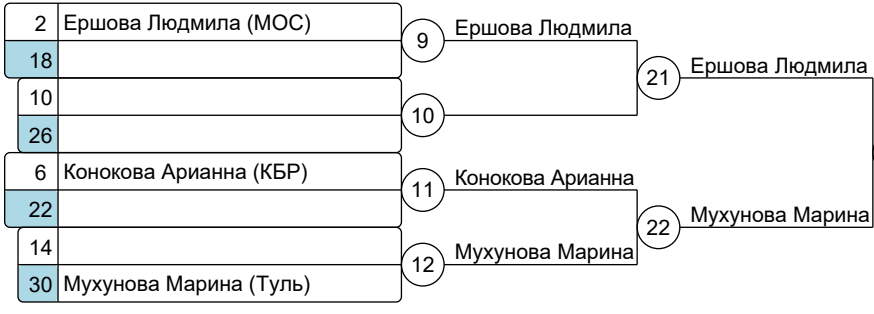 2 Ершова Людмила (МОС)
18
9 Ершова Людмила
10
26
10
21 Ершова Людмила
6 Конокова Арианна (КБР)
22
11 Конокова Арианна
14
30 Мухунова Марина (Туль)
12 Мухунова Марина
22 Мухунова Марина